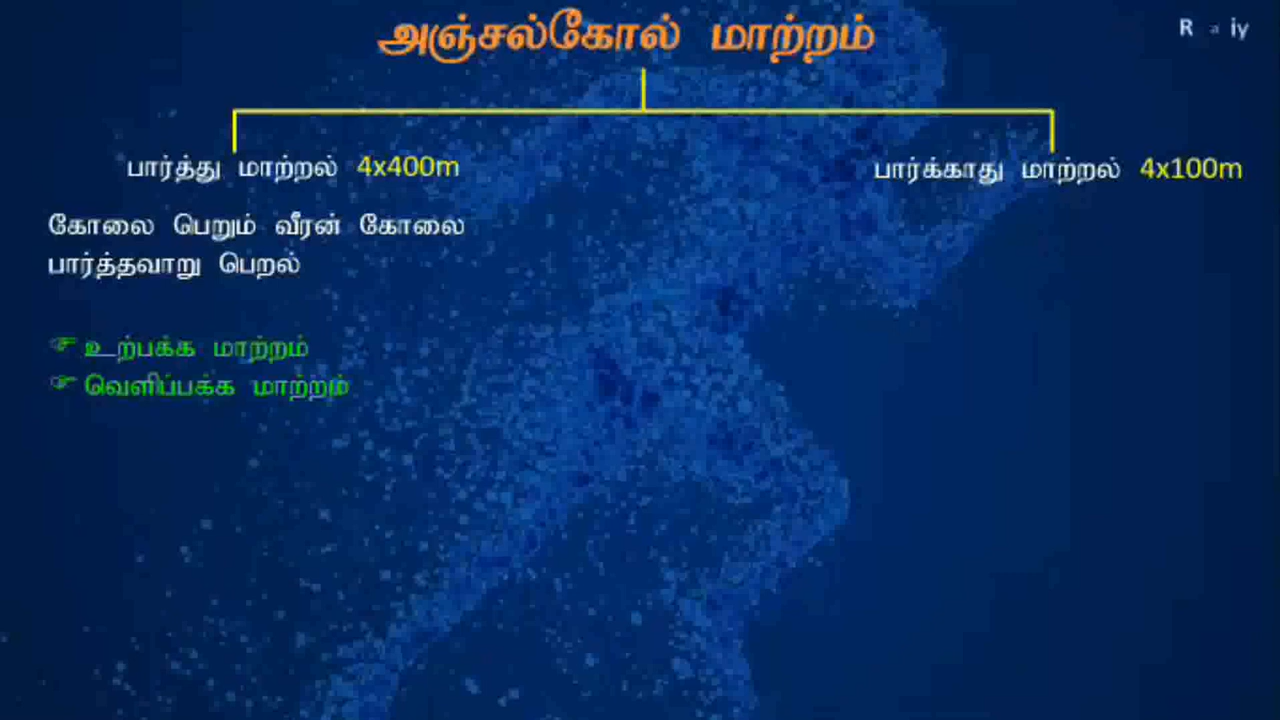 அஞ்சல்கோல் மாற்றம்
பார்த்து மாற்றல் 4x400m
பார்க்காது மாற்றல் 4x100m
கோலை பெறும் வீரன் கோலை
பார்த்தவாறு பெறல்
☞ உற்பக்க மாற்றம்
☞ வெளிப்பக்க மாற்றம்